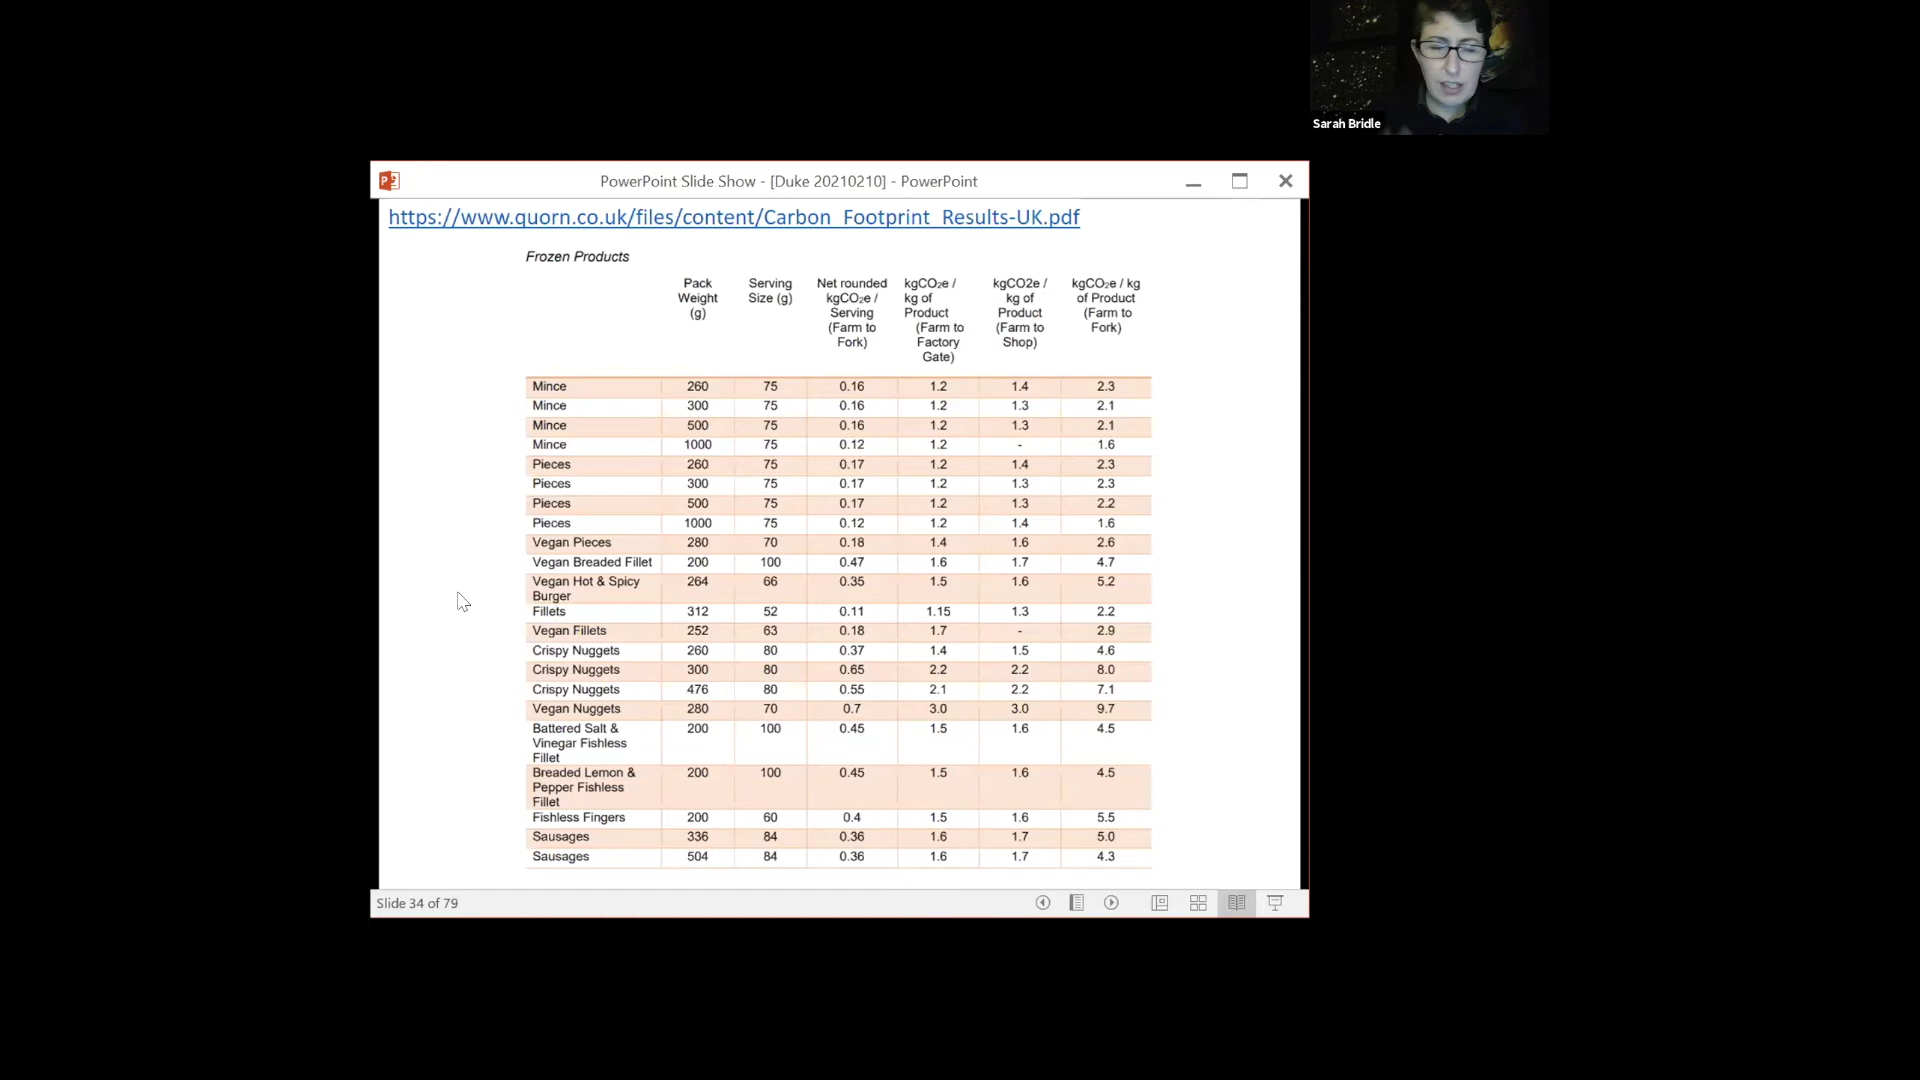 Sarah Bridle
PowerPoint Slide Show - [Duke 20210210] - PowerPoint
https://www.quorn.co.uk/files/content/Carbon_Footprint_Results-UK.pdf
Frozen Products
Pack Weight (g) Serving Size (g) Net rounded kgCO₂e / Serving (Farm to Fork) kgCO₂e / kg of Product (Farm to Factory Gate) kgCO2e / kg of Product (Farm to Shop) kgCO₂e / kg of Product (Farm to Fork)
Mince 260 75 0.16 1.2 1.4 2.3
Mince 300 75 0.16 1.2 1.3 2.1
Mince 500 75 0.16 1.2 1.3 2.1
Mince 1000 75 0.12 1.2 - 1.6
Pieces 260 75 0.17 1.2 1.4 2.3
Pieces 300 75 0.17 1.2 1.3 2.3
Pieces 500 75 0.17 1.2 1.3 2.2
Pieces 1000 75 0.12 1.2 1.4 1.6
Vegan Pieces 280 70 0.18 1.4 1.6 2.6
Vegan Breaded Fillet 200 100 0.47 1.6 1.7 4.7
Vegan Hot & Spicy 264 66 0.35 1.5 1.6 5.2
Burger
Fillets 312 52 0.11 1.15 1.3 2.2
Vegan Fillets 252 63 0.18 1.7 - 2.9
Crispy Nuggets 260 80 0.37 1.4 1.5 4.6
Crispy Nuggets 300 80 0.65 2.2 2.2 8.0
Crispy Nuggets 476 80 0.55 2.1 2.2 7.1
Vegan Nuggets 280 70 0.7 3.0 3.0 9.7
Battered Salt & 200 100 0.45 1.5 1.6 4.5
Vinegar Fishless
Fillet
Breaded Lemon & 200 100 0.45 1.5 1.6 4.5
Pepper Fishless
Fillet
Fishless Fingers 200 60 0.4 1.5 1.6 5.5
Sausages 336 84 0.36 1.6 1.7 5.0
Sausages 504 84 0.36 1.6 1.7 4.3
Slide 34 of 79